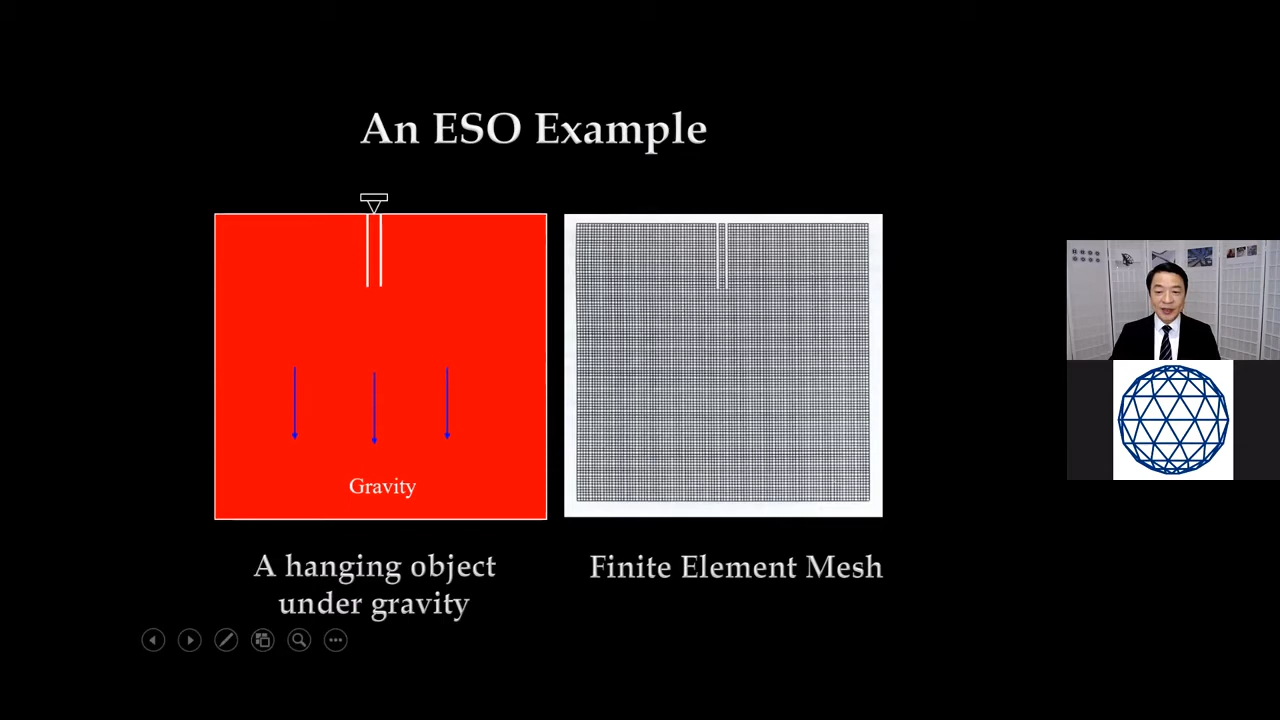 An ESO Example
Gravity
A hanging object
under gravity
Finite Element Mesh